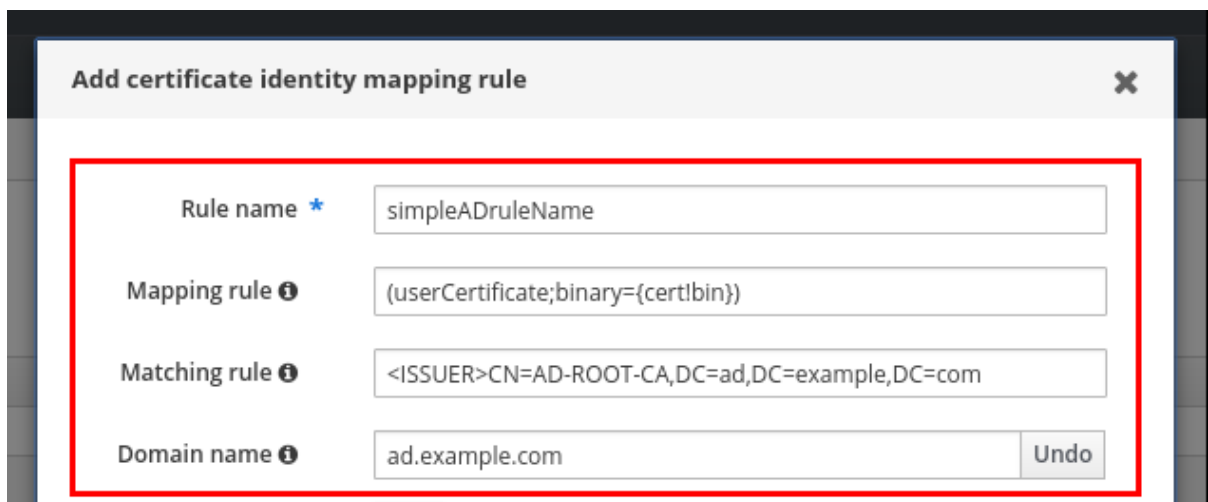 Add certificate identity mapping rule
Rule name * simpleADruleName
Mapping rule (userCertificate;binary={cert!bin})
Matching rule <ISSUER>CN=AD-ROOT-CA,DC=ad,DC=example,DC=com
Domain name ad.example.com Undo